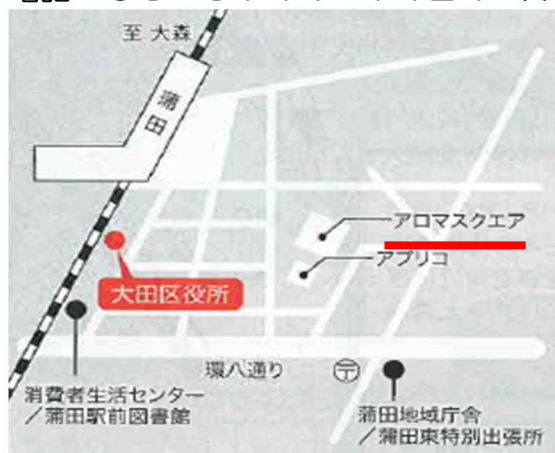 至 大森
蒲田
アロマスクエア
アプリコ
大田区役所
環八通り
〒
消費者生活センター
/蒲田駅前図書館
蒲田地域庁舎
/蒲田東特別出張所